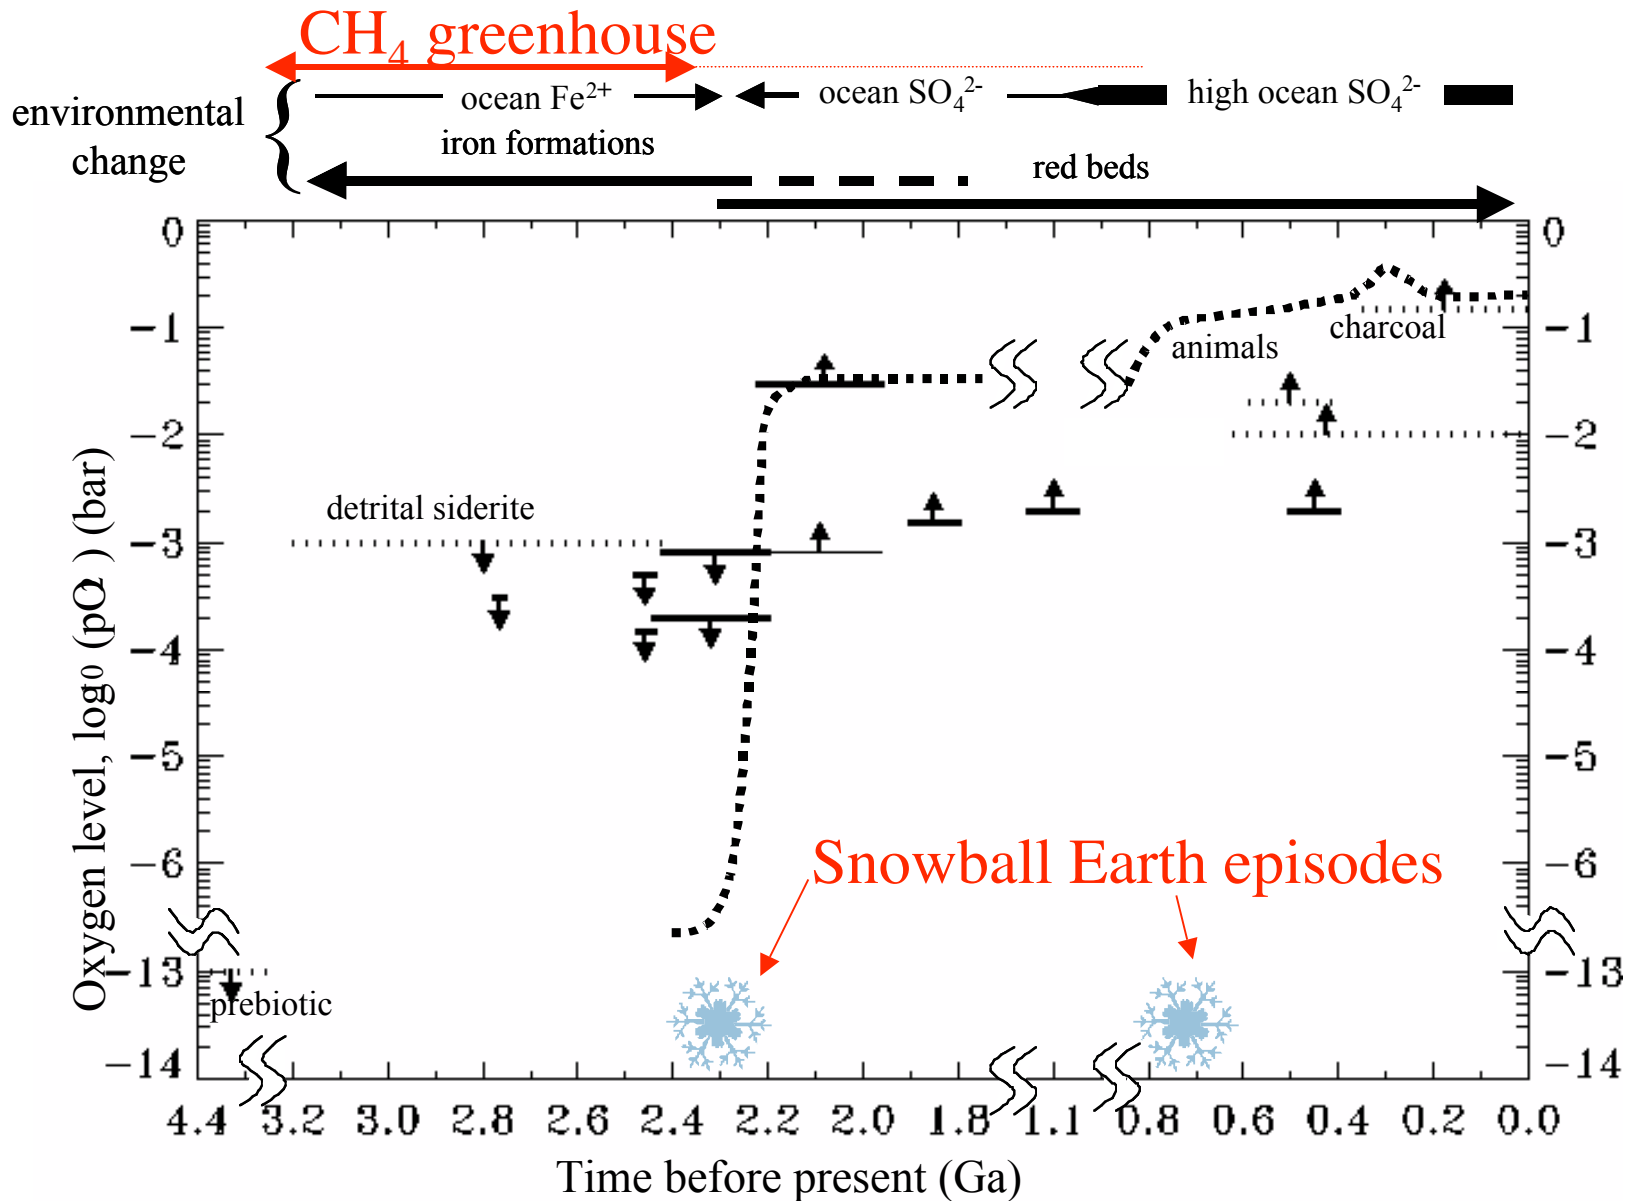 CH₄ greenhouse
environmental
change
{
ocean Fe²⁺
ocean SO₄²⁻
high ocean SO₄²⁻
iron formations
red beds
0
0
-1
-1
charcoal
animals
-2
-2
detrital siderite
-3
-3
-4
-4
-5
-5
Snowball Earth episodes
-6
-6
-13
-13
prebiotic
-14
-14
Oxygen level, log0 (pO2 ) (bar)
4.4 3.2 3.0 2.8 2.6 2.4 2.2 2.0 1.8 1.1 0.8 0.6 0.4 0.2 0.0
Time before present (Ga)